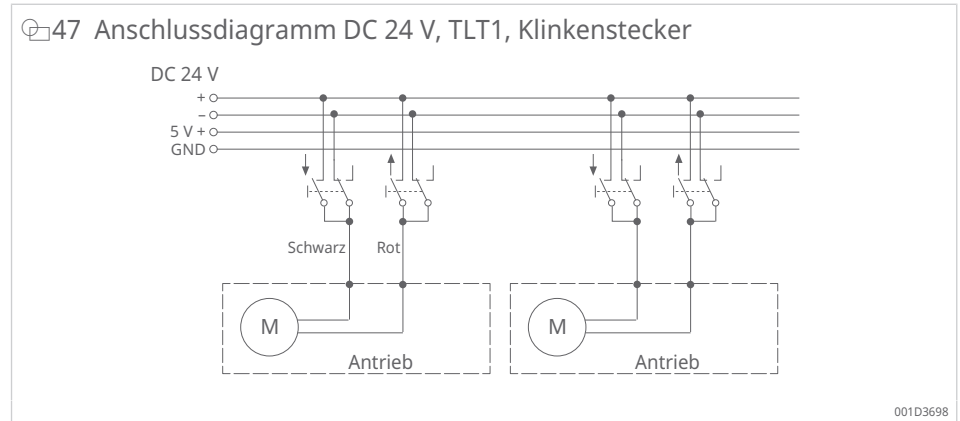 47 Anschlussdiagramm DC 24 V, TLT1, Klinkenstecker
DC 24 V
+
–
5 V +
GND
Schwarz Rot
M M
Antrieb Antrieb
001D3698